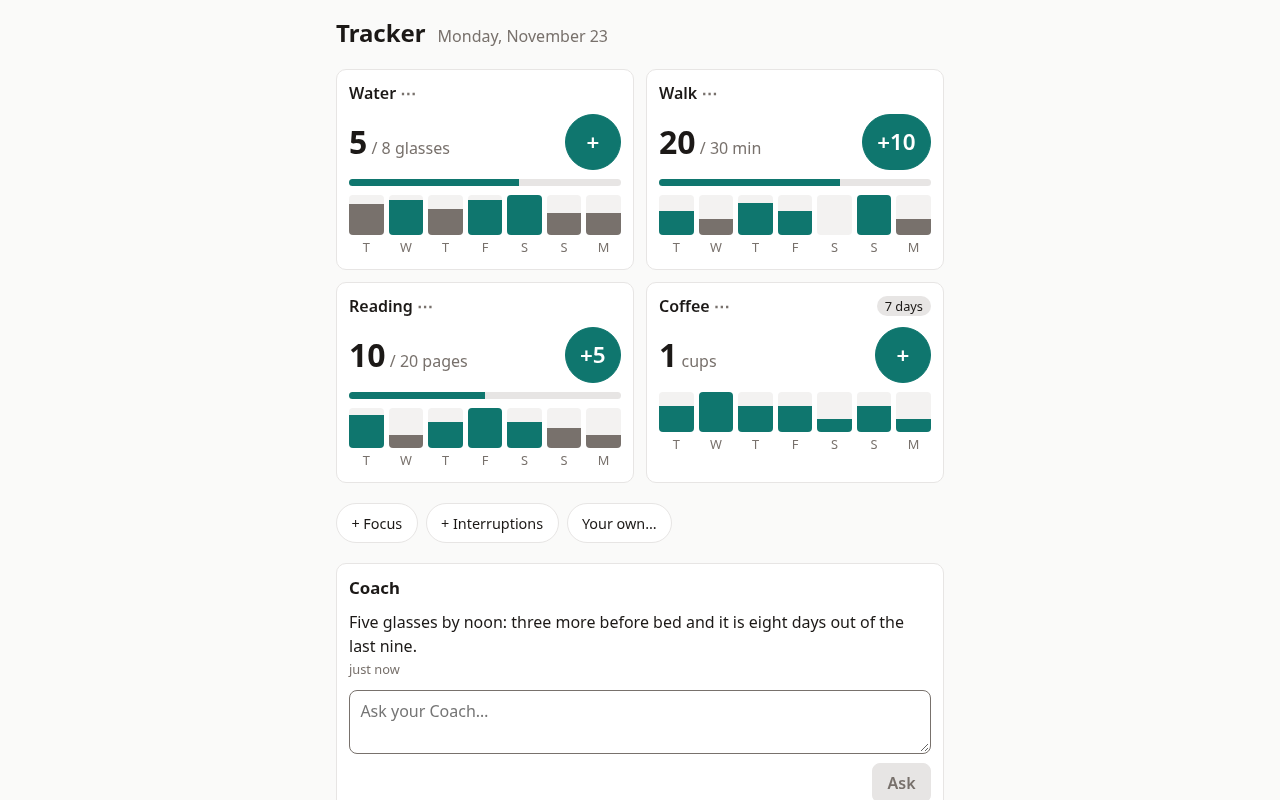 Tracker Monday, November 23
Water ···
5 / 8 glasses
+
T W T F S S M
Walk ···
20 / 30 min
+10
T W T F S S M
Reading ···
10 / 20 pages
+5
T W T F S S M
Coffee ···
7 days
1 cups
+
T W T F S S M
+ Focus
+ Interruptions
Your own...
Coach
Five glasses by noon: three more before bed and it is eight days out of the
last nine.
just now
Ask your Coach...
Ask